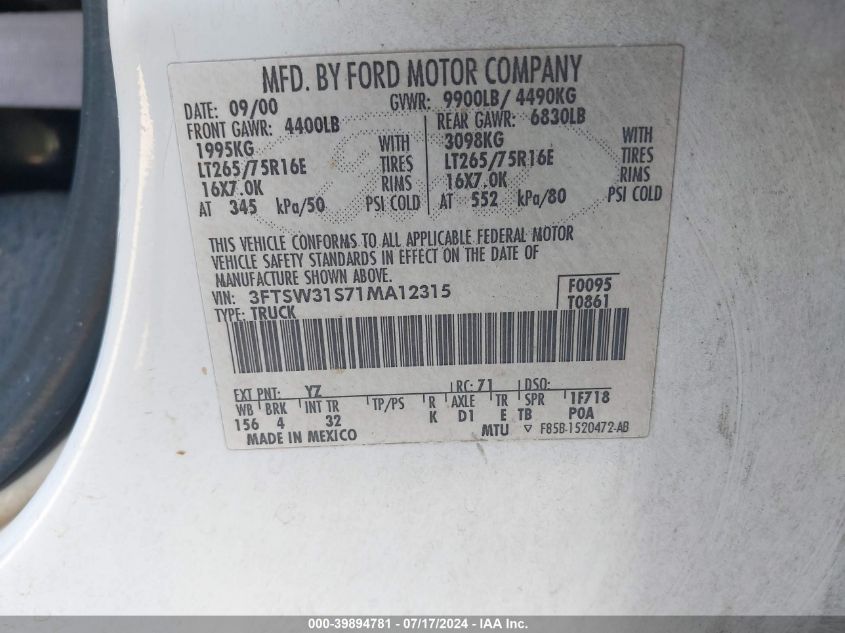 MFD. BY FORD MOTOR COMPANY
DATE: 09/00 GVWR: 9900LB/ 4490KG
FRONT GAWR: 4400LB REAR GAWR: 6830LB
1995KG WITH 3098KG WITH
LT265/75R16E TIRES LT265/75R16E TIRES
16X7.0K RIMS 16X7.0K RIMS
AT 345 kPa/50 PSI COLD AT 552 kPa/80 PSI COLD
THIS VEHICLE CONFORMS TO ALL APPLICABLE FEDERAL MOTOR
VEHICLE SAFETY STANDARDS IN EFFECT ON THE DATE OF
MANUFACTURE SHOWN ABOVE.
VIN: 3FTSW31S71MA12315 F0095
TYPE: TRUCK T0861
EXT PNT: YZ RC: 71 DSO:
WB BRK INT TR TP/PS R AXLE TR SPR 1F718
156 4 32 K D1 E TB POA
MADE IN MEXICO MTU F85B-1520472-AB
000-39894781 - 07/17/2024 - www.iaai.com